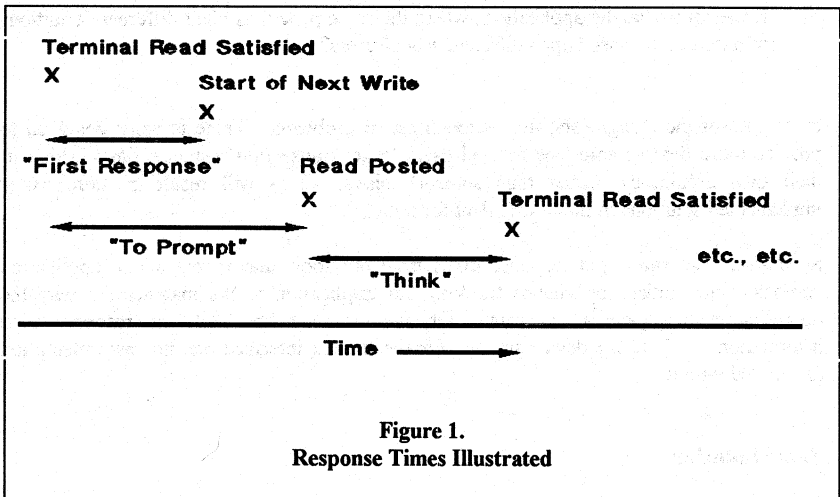 Terminal Read Satisfied
X
Start of Next Write
X
"First Response"
Read Posted
X
Terminal Read Satisfied
X
"To Prompt"
"Think"
etc., etc.
Time
Figure 1.
Response Times Illustrated